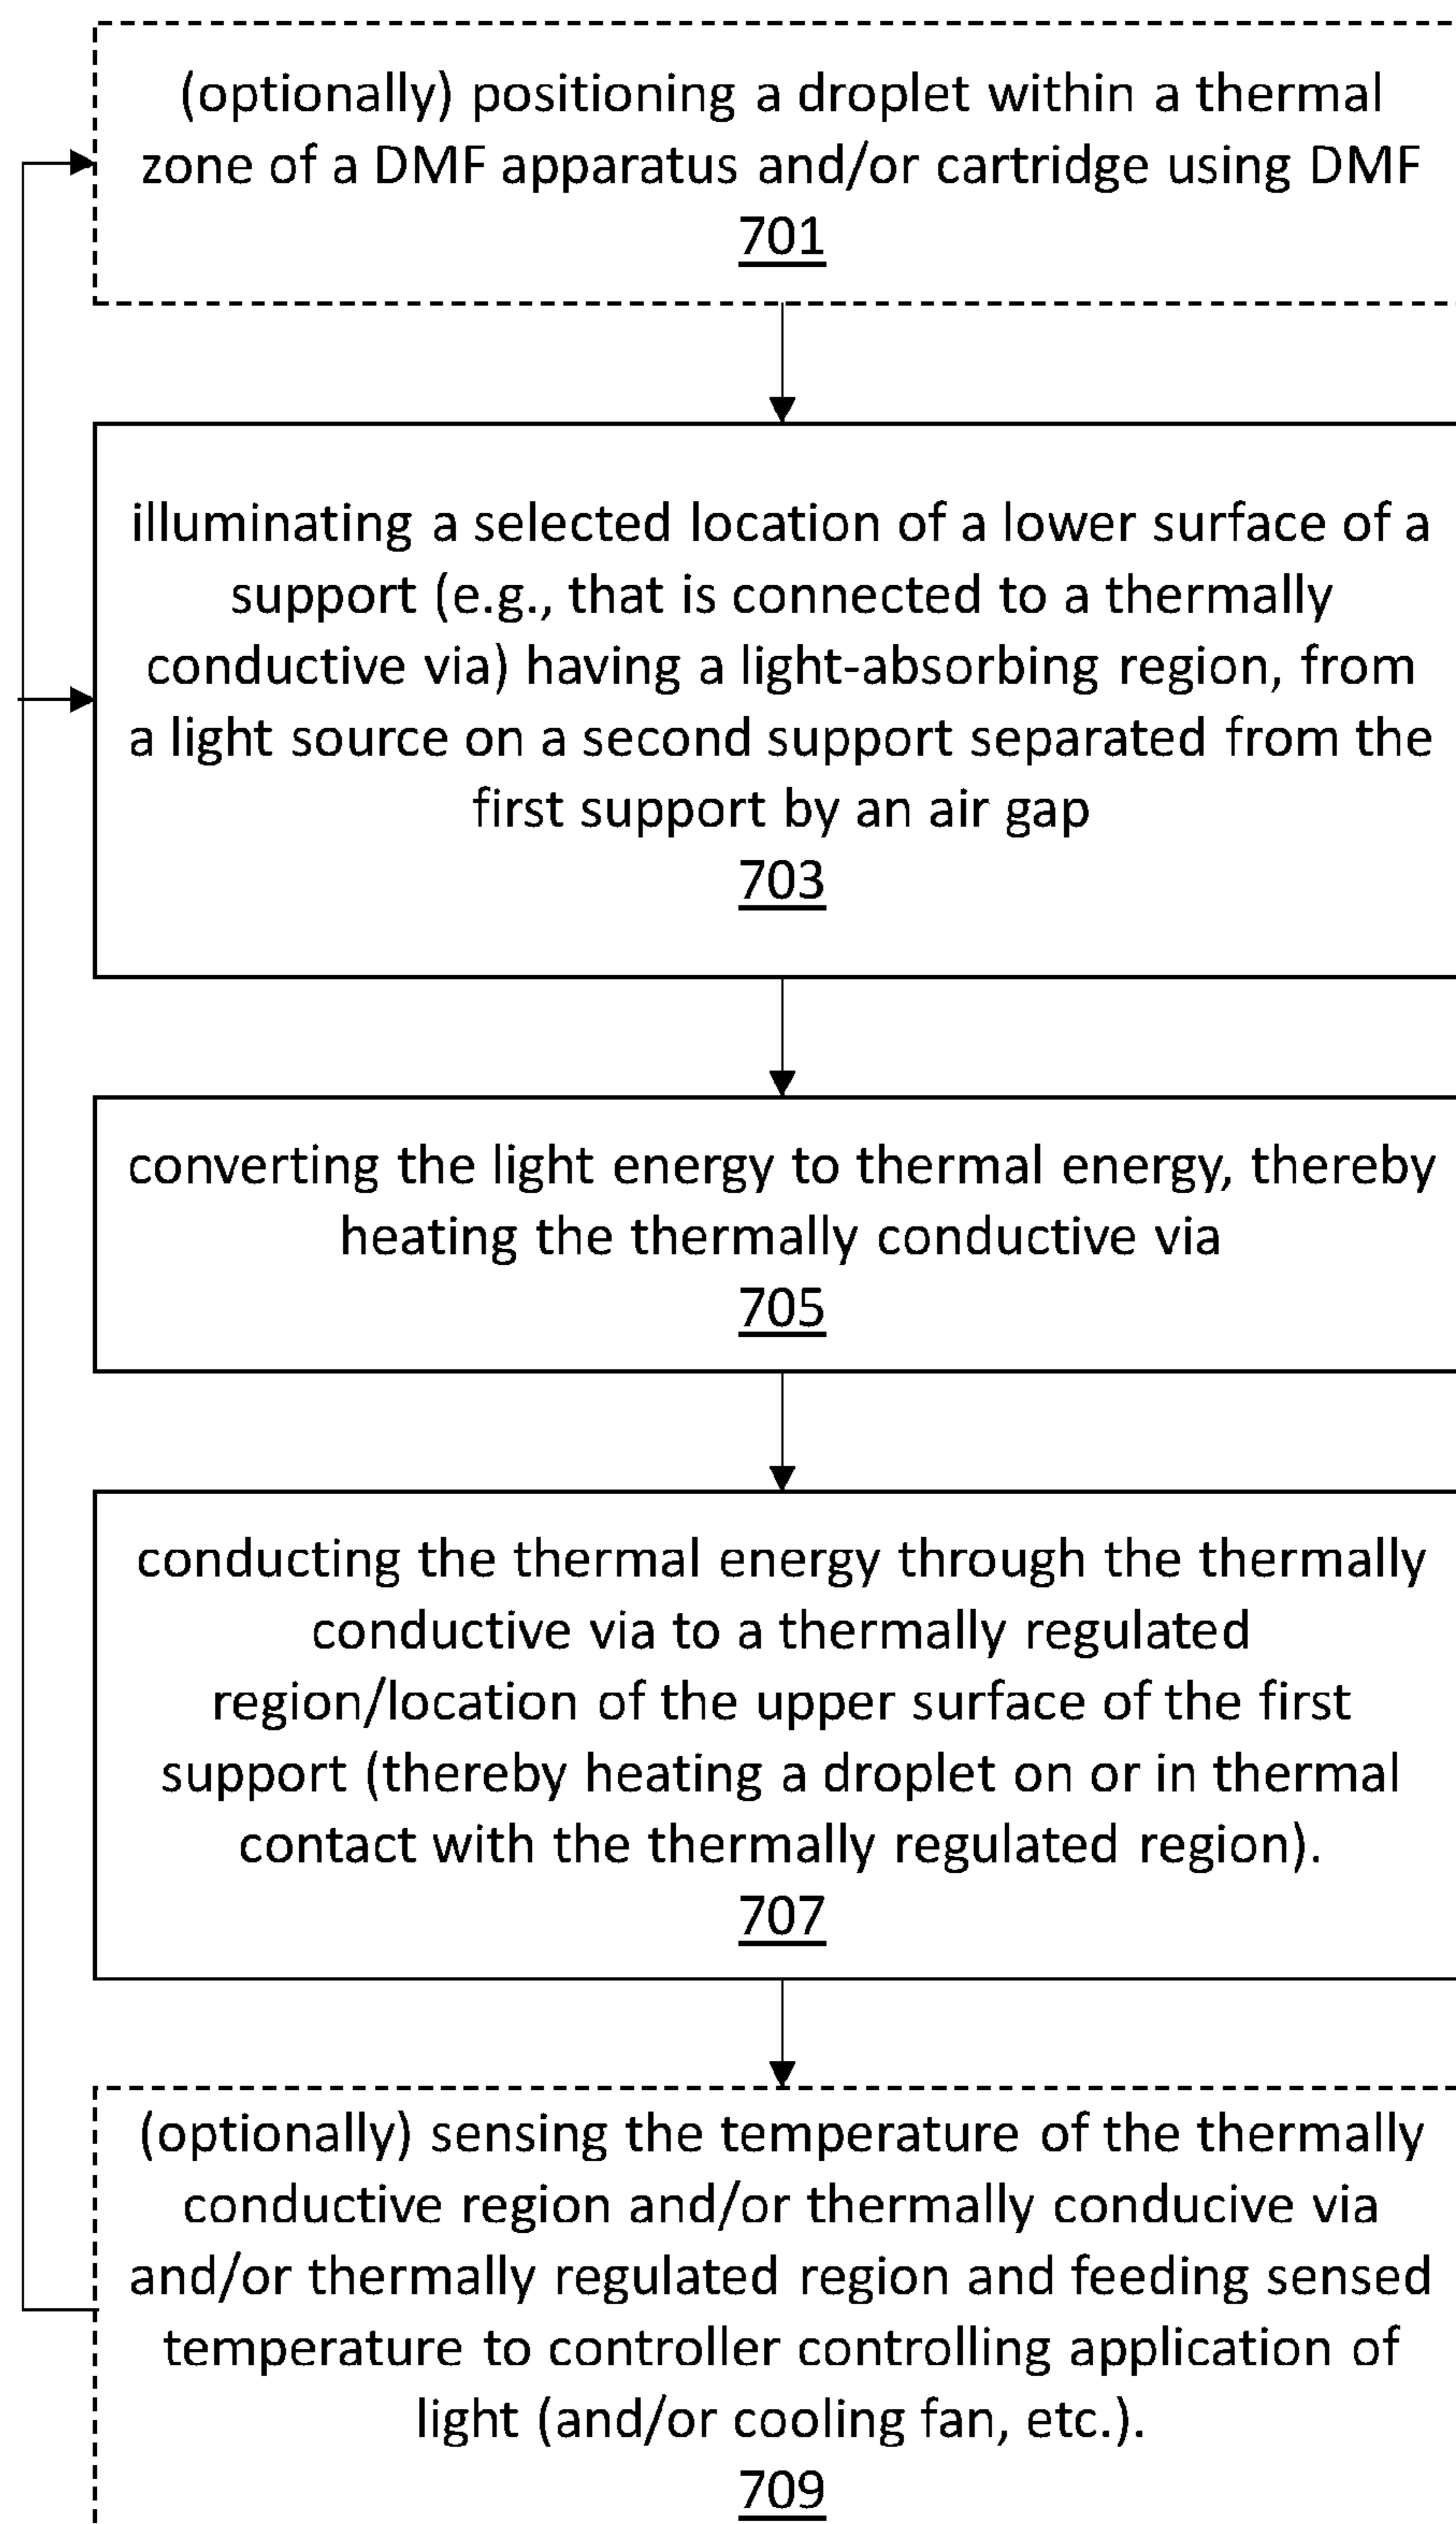 (optionally) positioning a droplet within a thermal
zone of a DMF apparatus and/or cartridge using DMF
701
illuminating a selected location of a lower surface of a
support (e.g., that is connected to a thermally
conductive via) having a light-absorbing region, from
a light source on a second support separated from the
first support by an air gap
703
converting the light energy to thermal energy, thereby
heating the thermally conductive via
705
conducting the thermal energy through the thermally
conductive via to a thermally regulated
region/location of the upper surface of the first
support (thereby heating a droplet on or in thermal
contact with the thermally regulated region).
707
(optionally) sensing the temperature of the thermally
conductive region and/or thermally conducive via
and/or thermally regulated region and feeding sensed
temperature to controller controlling application of
light (and/or cooling fan, etc.).
709